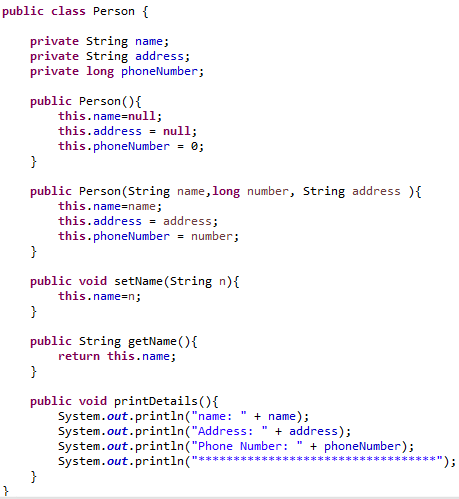 public class Person {
private String name;
private String address;
private long phoneNumber;
public Person(){
this.name=null;
this.address = null;
this.phoneNumber = 0;
}
public Person(String name,long number, String address ){
this.name=name;
this.address = address;
this.phoneNumber = number;
}
public void setName(String n){
this.name=n;
}
public String getName(){
return this.name;
}
public void printDetails(){
System.out.println("name: " + name);
System.out.println("Address: " + address);
System.out.println("Phone Number: " + phoneNumber);
System.out.println("**********************************");
}
}